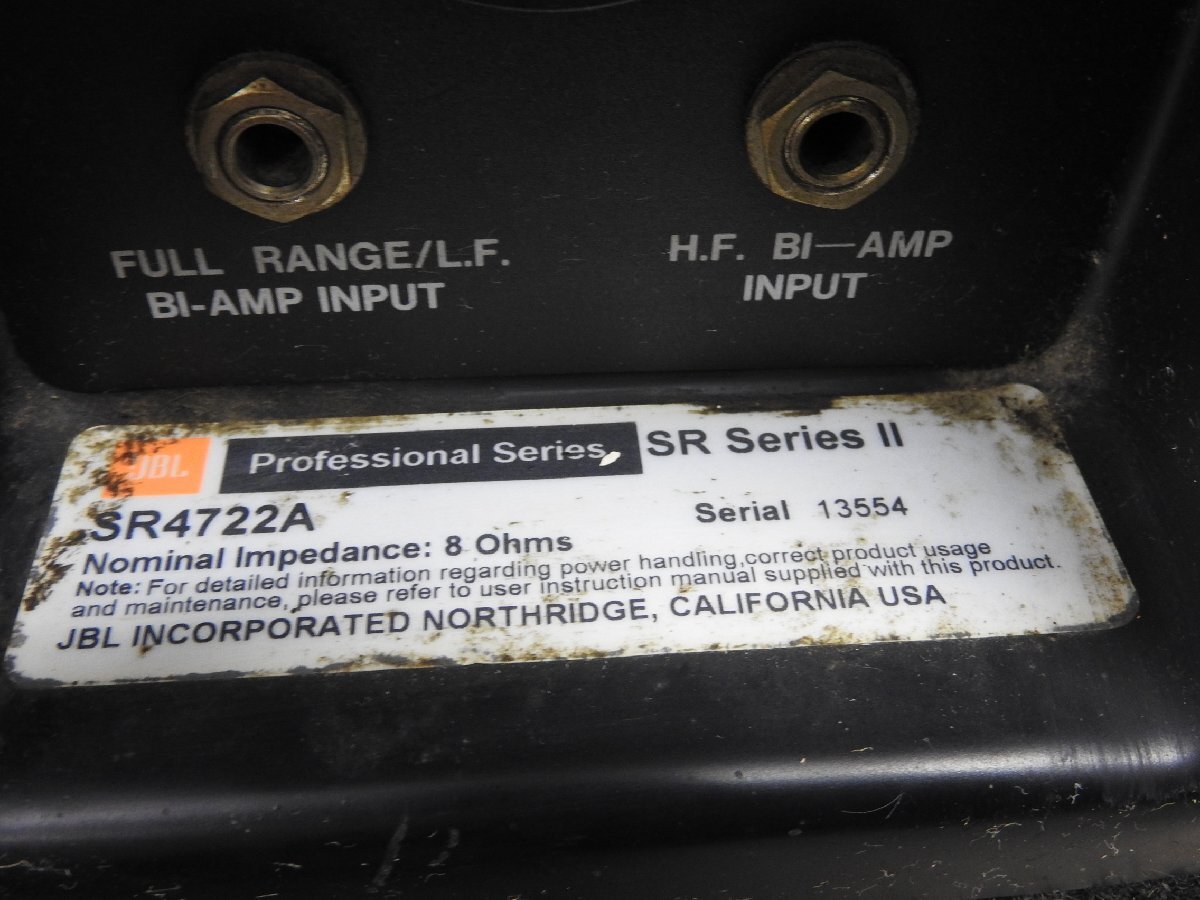 FULL RANGE/L.F.
BI-AMP INPUT
H.F. BI—AMP
INPUT
JBL Professional Series SR Series II
SR4722A
Serial 13554
Nominal Impedance: 8 Ohms
Note: For detailed information regarding power handling,correct product usage
and maintenance, please refer to user instruction manual supplied with this product.
JBL INCORPORATED NORTHRIDGE, CALIFORNIA USA